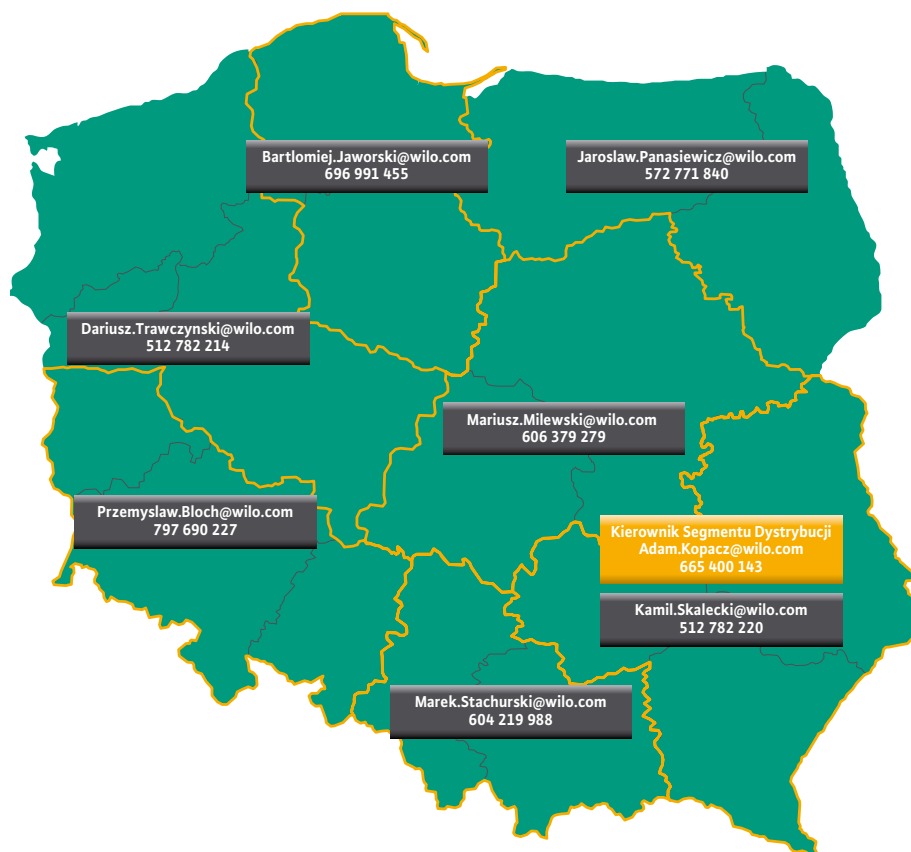 Bartlomiej.Jaworski@wilo.com
696 991 455
Jaroslaw.Panasiewicz@wilo.com
572 771 840
Dariusz.Trawczynski@wilo.com
512 782 214
Mariusz.Milewski@wilo.com
606 379 279
Przemyslaw.Bloch@wilo.com
797 690 227
Kierownik Segmentu Dystrybucji
Adam.Kopacz@wilo.com
665 400 143
Kamil.Skalecki@wilo.com
512 782 220
Marek.Stachurski@wilo.com
604 219 988